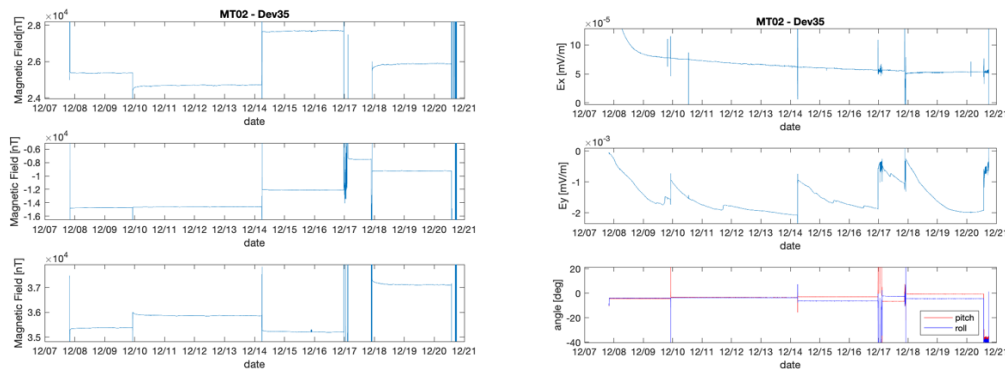 MT02 - Dev35
×10⁴
Magnetic Field[nT]
2.8
2.6
2.4
12/07 12/08 12/09 12/10 12/11 12/12 12/13 12/14 12/15 12/16 12/17 12/18 12/19 12/20 12/21
date
×10⁴
Magnetic Field [nT]
-0.6
-0.8
-1
-1.2
-1.4
-1.6
12/07 12/08 12/09 12/10 12/11 12/12 12/13 12/14 12/15 12/16 12/17 12/18 12/19 12/20 12/21
date
×10⁴
Magnetic Field [nT]
3.7
3.6
3.5
12/07 12/08 12/09 12/10 12/11 12/12 12/13 12/14 12/15 12/16 12/17 12/18 12/19 12/20 12/21
date
MT02 - Dev35
×10⁻⁵
Ex [mV/m]
10
5
0
12/07 12/08 12/09 12/10 12/11 12/12 12/13 12/14 12/15 12/16 12/17 12/18 12/19 12/20 12/21
date
×10⁻³
Ey [mV/m]
0
-1
-2
12/07 12/08 12/09 12/10 12/11 12/12 12/13 12/14 12/15 12/16 12/17 12/18 12/19 12/20 12/21
date
angle [deg]
20
0
-20
-40
pitch
roll
12/07 12/08 12/09 12/10 12/11 12/12 12/13 12/14 12/15 12/16 12/17 12/18 12/19 12/20 12/21
date